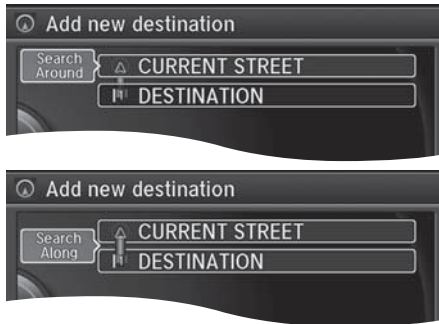 Add new destination
Search
Around
CURRENT STREET
DESTINATION
Add new destination
Search
Along
CURRENT STREET
DESTINATION